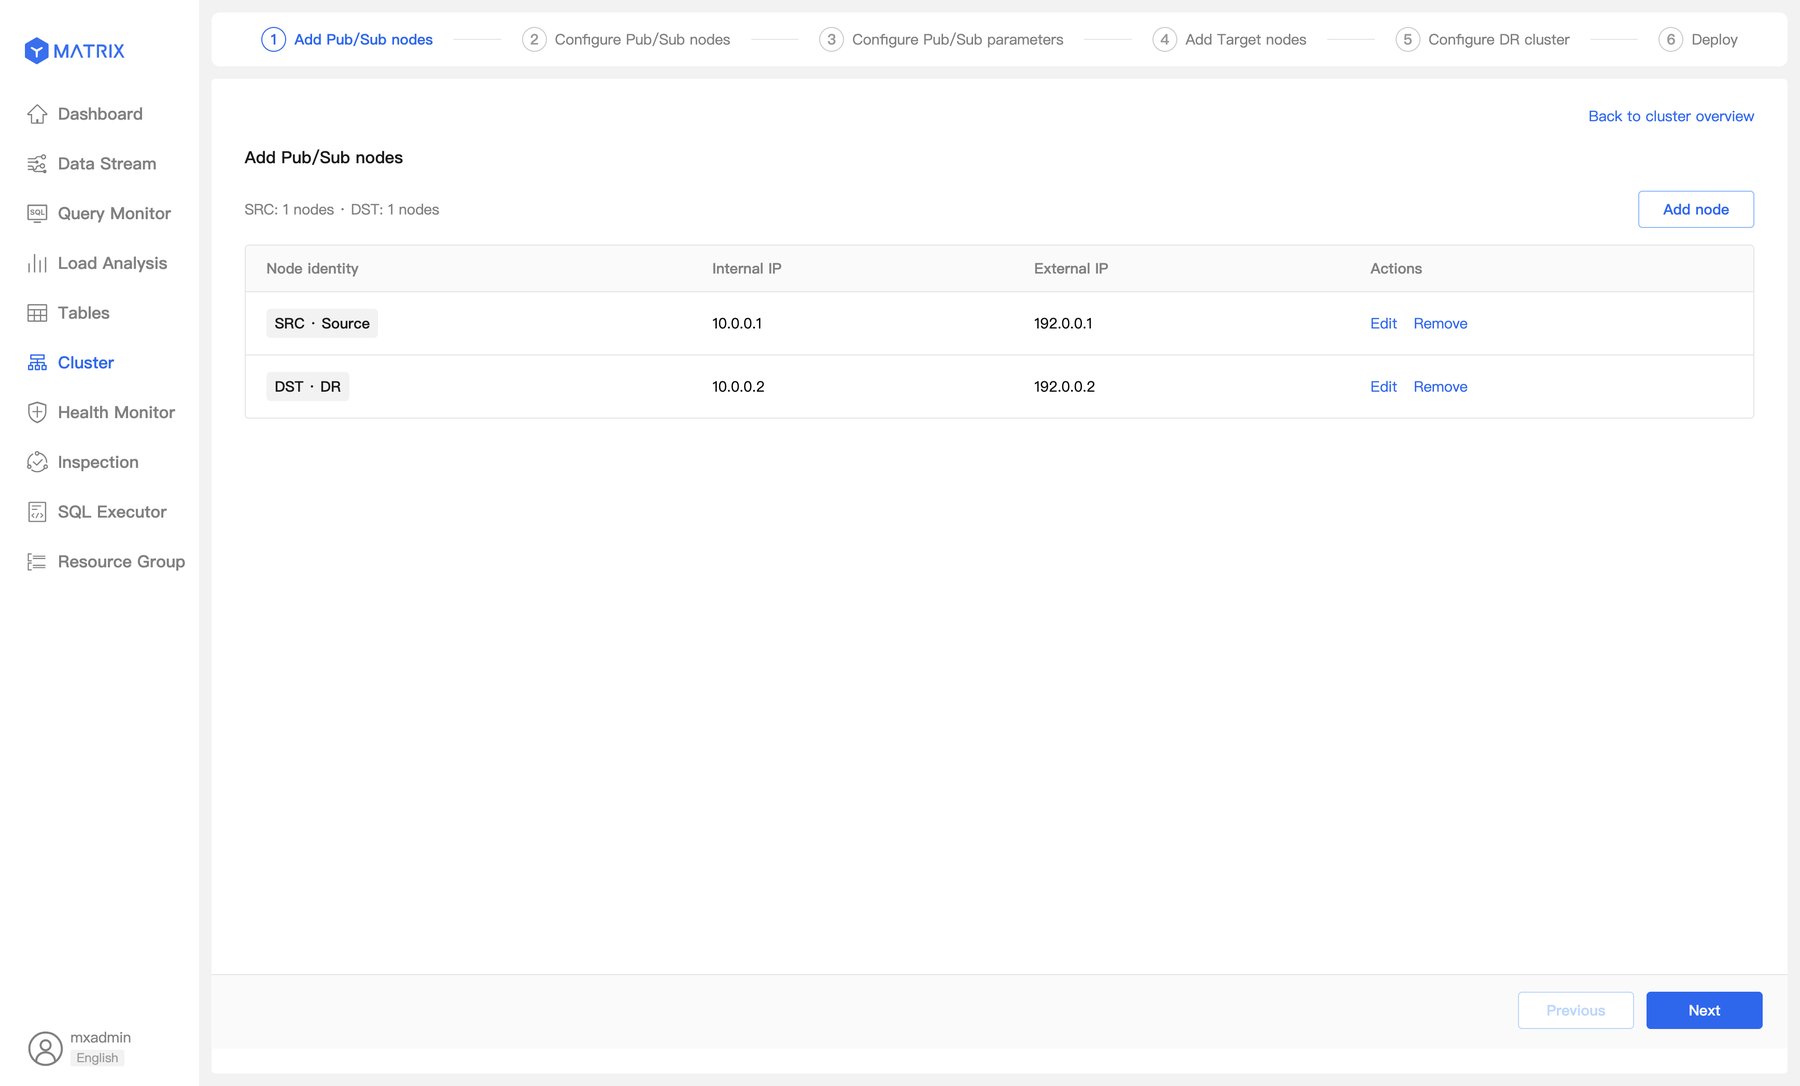 MATRIX
Dashboard
Data Stream
SQL
Query Monitor
Load Analysis
Tables
Cluster
Health Monitor
Inspection
SQL Executor
Resource Group
mxadmin
English
1 Add Pub/Sub nodes
2 Configure Pub/Sub nodes
3 Configure Pub/Sub parameters
4 Add Target nodes
5 Configure DR cluster
6 Deploy
Back to cluster overview
Add Pub/Sub nodes
SRC: 1 nodes · DST: 1 nodes
Add node
Node identity Internal IP External IP Actions
SRC · Source 10.0.0.1 192.0.0.1 Edit Remove
DST · DR 10.0.0.2 192.0.0.2 Edit Remove
Previous
Next